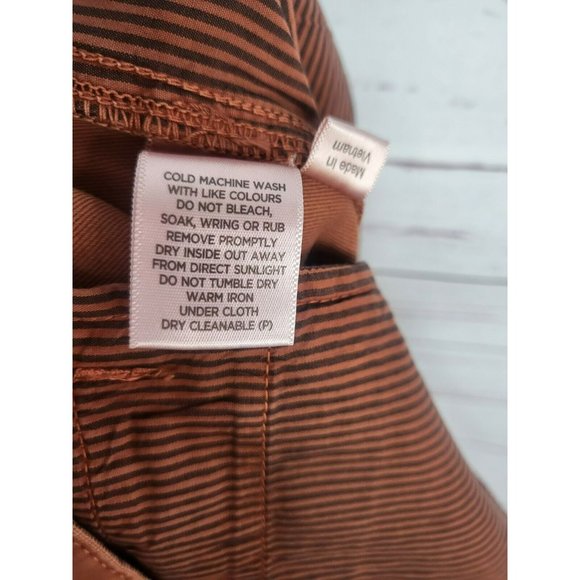 COLD MACHINE WASH
WITH LIKE COLOURS
DO NOT BLEACH,
SOAK, WRING OR RUB
REMOVE PROMPTLY
DRY INSIDE OUT AWAY
FROM DIRECT SUNLIGHT
DO NOT TUMBLE DRY
WARM IRON
UNDER CLOTH
DRY CLEANABLE (P)
Made in
Vietnam